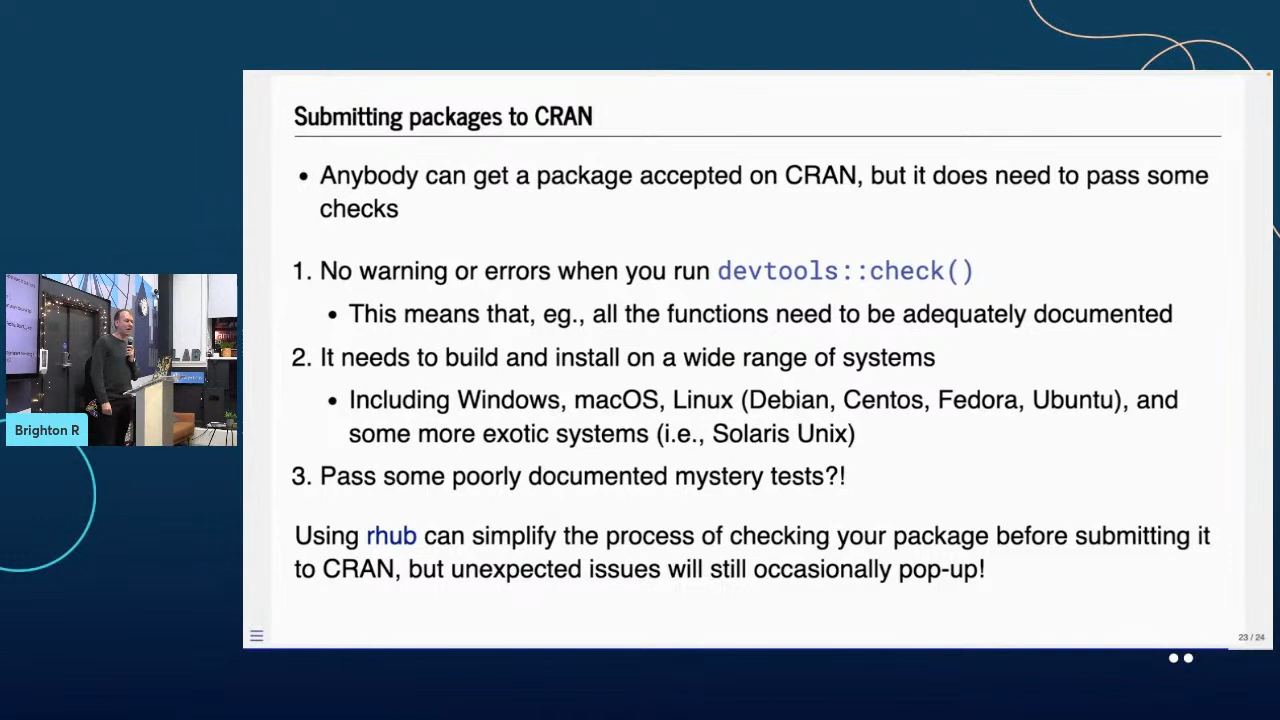 Submitting packages to CRAN
• Anybody can get a package accepted on CRAN, but it does need to pass some
checks
1. No warning or errors when you run devtools::check()
• This means that, eg., all the functions need to be adequately documented
2. It needs to build and install on a wide range of systems
• Including Windows, macOS, Linux (Debian, Centos, Fedora, Ubuntu), and
some more exotic systems (i.e., Solaris Unix)
3. Pass some poorly documented mystery tests?!
Using rhub can simplify the process of checking your package before submitting it
to CRAN, but unexpected issues will still occasionally pop-up!
23 / 24
LAB
Brighton R